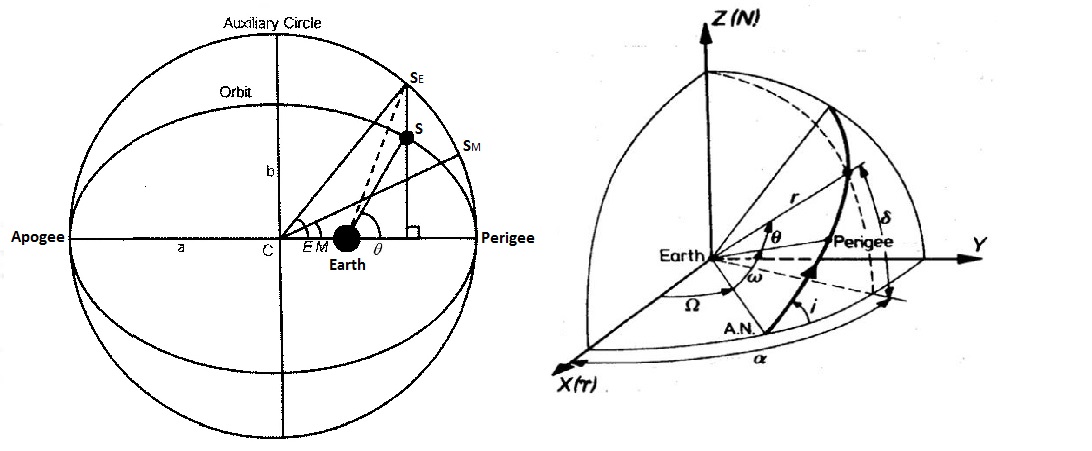 Auxiliary Circle
SE
Orbit
S
SM
b
Apogee
a
C
E M
θ
Perigee
Earth
Z(N)
r
δ
θ
Perigee
Earth
Y
ω
Ω
i
A.N.
α
X(♈)